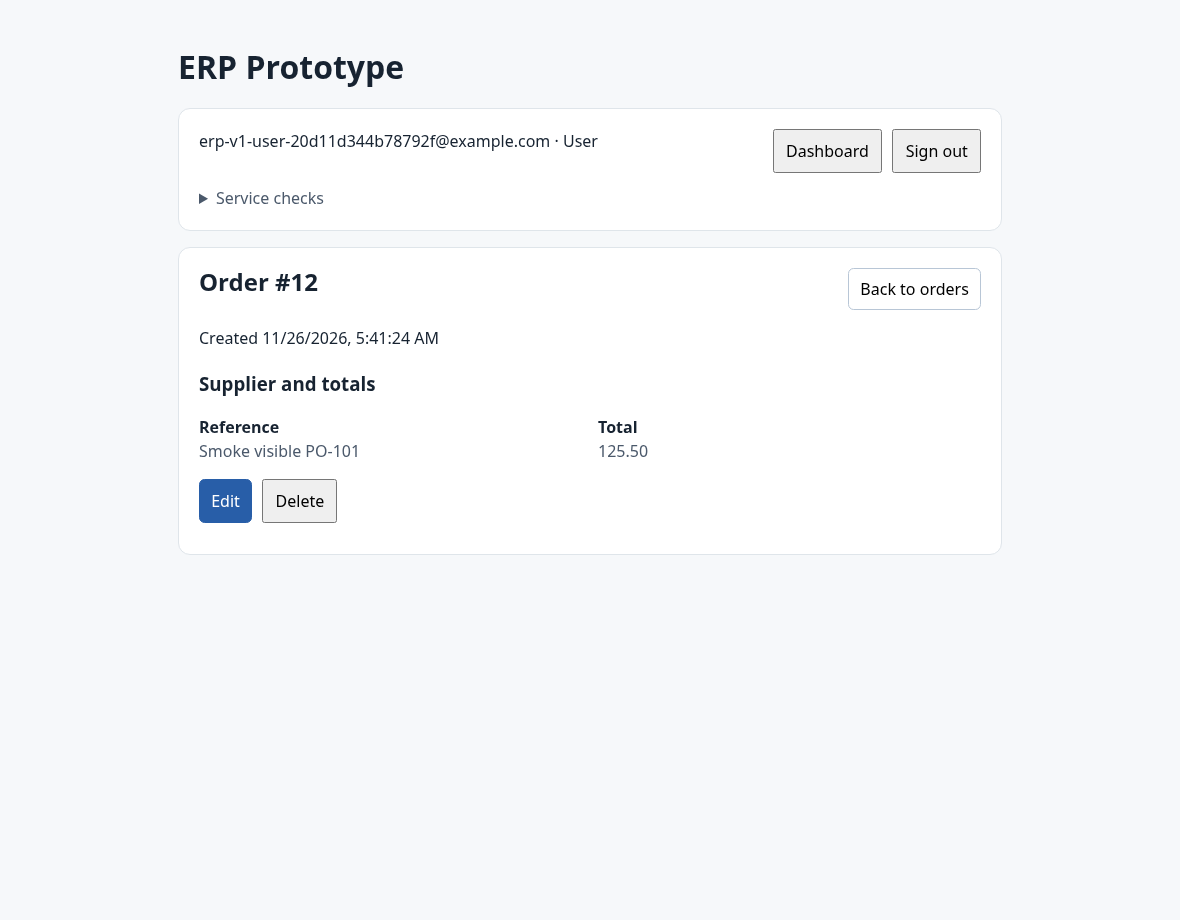 ERP Prototype
erp-v1-user-20d11d344b78792f@example.com · User
Dashboard
Sign out
Service checks
Order #12
Back to orders
Created 11/26/2026, 5:41:24 AM
Supplier and totals
Reference
Total
Smoke visible PO-101
125.50
Edit
Delete